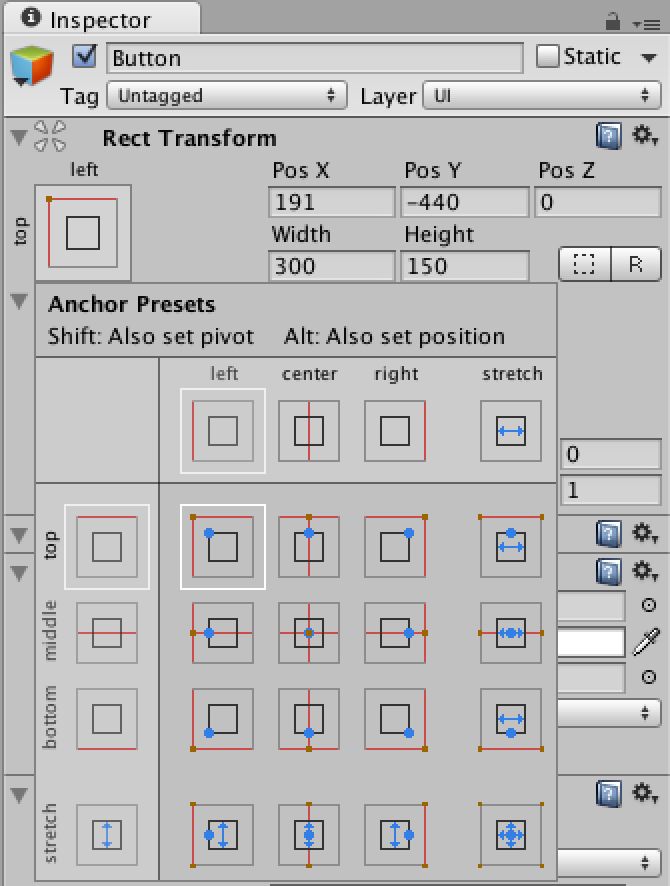 Inspector
Button
Static
Tag Untagged Layer UI
Rect Transform
left Pos X Pos Y Pos Z
top 191 -440 0
Width Height
300 150 R
Anchor Presets
Shift: Also set pivot Alt: Also set position
left center right stretch
0
1
top
middle
bottom
stretch